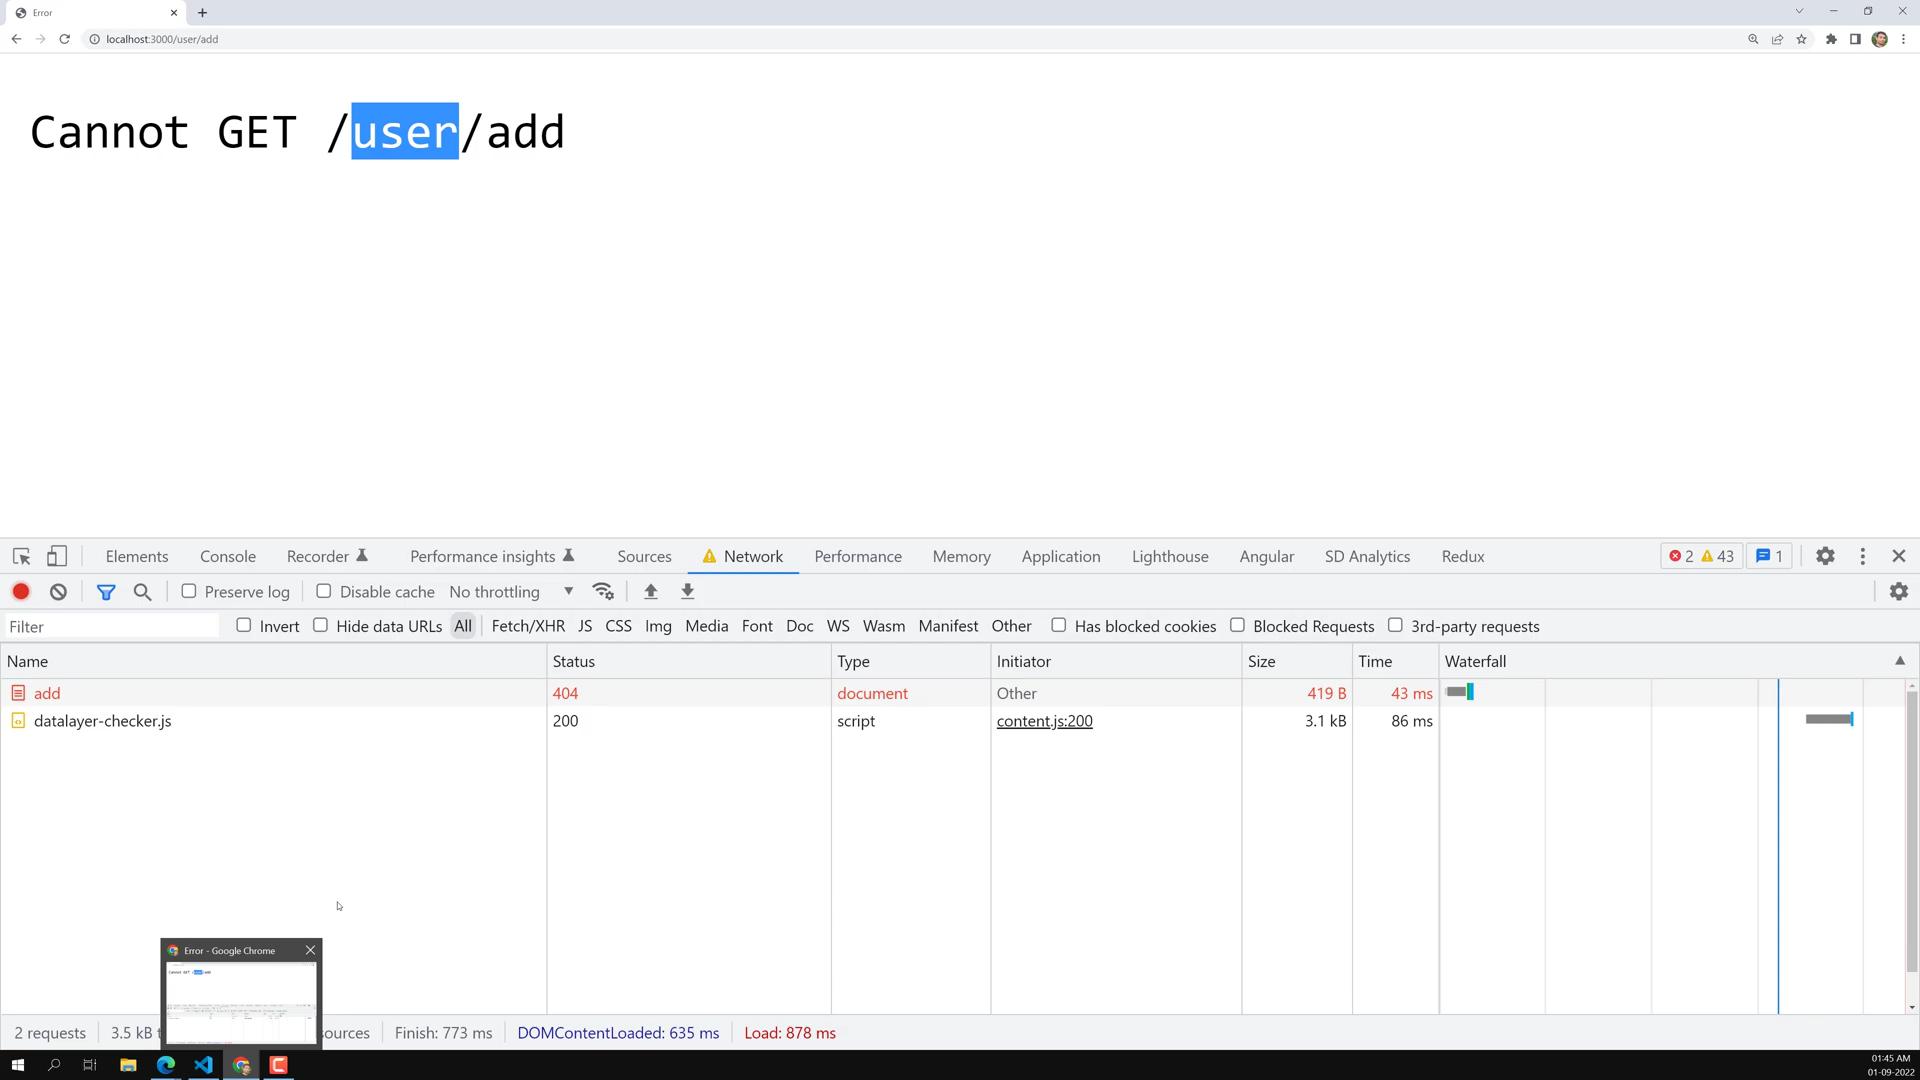 Error
localhost:3000/user/add
Cannot GET /user/add
Elements Console Recorder Performance insights Sources Network Performance Memory Application Lighthouse Angular SD Analytics Redux 2 43 1
Preserve log Disable cache No throttling
Filter Invert Hide data URLs All Fetch/XHR JS CSS Img Media Font Doc WS Wasm Manifest Other Has blocked cookies Blocked Requests 3rd-party requests
Name Status Type Initiator Size Time Waterfall
add 404 document Other 419 B 43 ms
datalayer-checker.js 200 script content.js:200 3.1 kB 86 ms
Error - Google Chrome
Cannot GET /user/add
2 requests 3.5 kB t sources Finish: 773 ms DOMContentLoaded: 635 ms Load: 878 ms
01:45 AM
01-09-2022